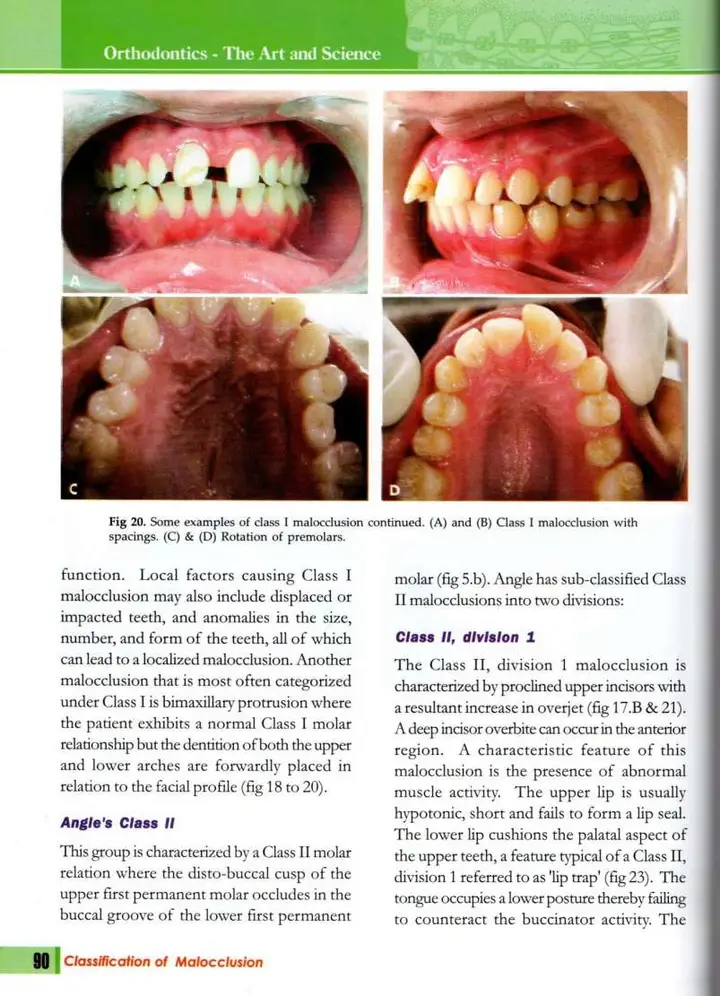 Orthodontics - The Art and Science
A
B
C
D
Fig 20. Some examples of class I malocclusion continued. (A) and (B) Class I malocclusion with
spacings. (C) & (D) Rotation of premolars.
function. Local factors causing Class I
malocclusion may also include displaced or
impacted teeth, and anomalies in the size,
number, and form of the teeth, all of which
can lead to a localized malocclusion. Another
malocclusion that is most often categorized
under Class I is bimaxillary protrusion where
the patient exhibits a normal Class I molar
relationship but the dentition of both the upper
and lower arches are forwardly placed in
relation to the facial profile (fig 18 to 20).
Angle's Class II
This group is characterized by a Class II molar
relation where the disto-buccal cusp of the
upper first permanent molar occludes in the
buccal groove of the lower first permanent
molar (fig 5.b). Angle has sub-classified Class
II malocclusions into two divisions:
Class II, division 1
The Class II, division 1 malocclusion is
characterized by proclined upper incisors with
a resultant increase in overjet (fig 17.B & 21).
A deep incisor overbite can occur in the anterior
region. A characteristic feature of this
malocclusion is the presence of abnormal
muscle activity. The upper lip is usually
hypotonic, short and fails to form a lip seal.
The lower lip cushions the palatal aspect of
the upper teeth, a feature typical of a Class II,
division 1 referred to as 'lip trap' (fig 23). The
tongue occupies a lower posture thereby failing
to counteract the buccinator activity. The
90 Classification of Malocclusion